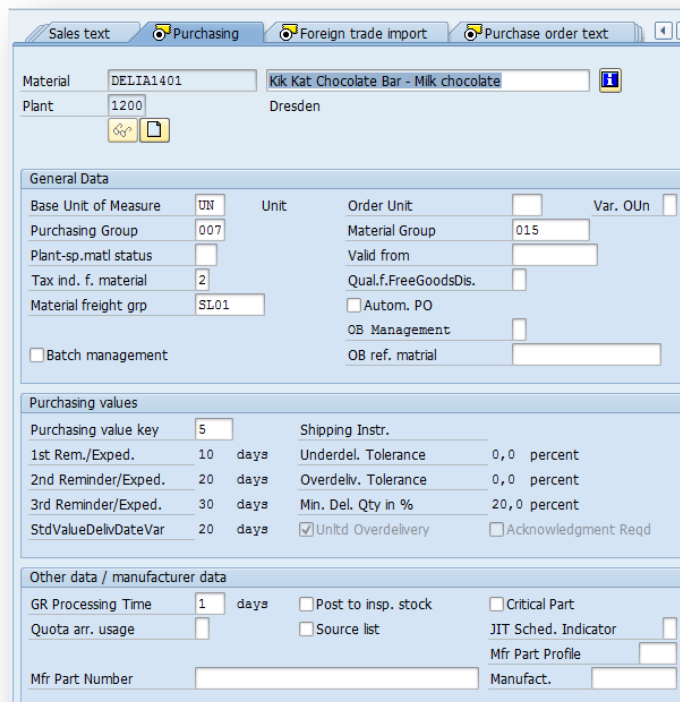 Sales text Purchasing Foreign trade import Purchase order text
Material DELIA1401 Kik Kat Chocolate Bar - Milk chocolate
Plant 1200 Dresden
General Data
Base Unit of Measure UN Unit Order Unit Var. OUn
Purchasing Group 007 Material Group 015
Plant-sp.matl status Valid from
Tax ind. f. material 2 Qual.f.FreeGoodsDis.
Material freight grp SL01 Autom. PO
OB Management
Batch management OB ref. matrial
Purchasing values
Purchasing value key 5 Shipping Instr.
1st Rem./Exped. 10 days Underdel. Tolerance 0,0 percent
2nd Reminder/Exped. 20 days Overdeliv. Tolerance 0,0 percent
3rd Reminder/Exped. 30 days Min. Del. Qty in % 20,0 percent
StdValueDelivDateVar 20 days Unltd Overdelivery Acknowledgment Reqd
Other data / manufacturer data
GR Processing Time 1 days Post to insp. stock Critical Part
Quota arr. usage Source list JIT Sched. Indicator
Mfr Part Profile
Mfr Part Number Manufact.